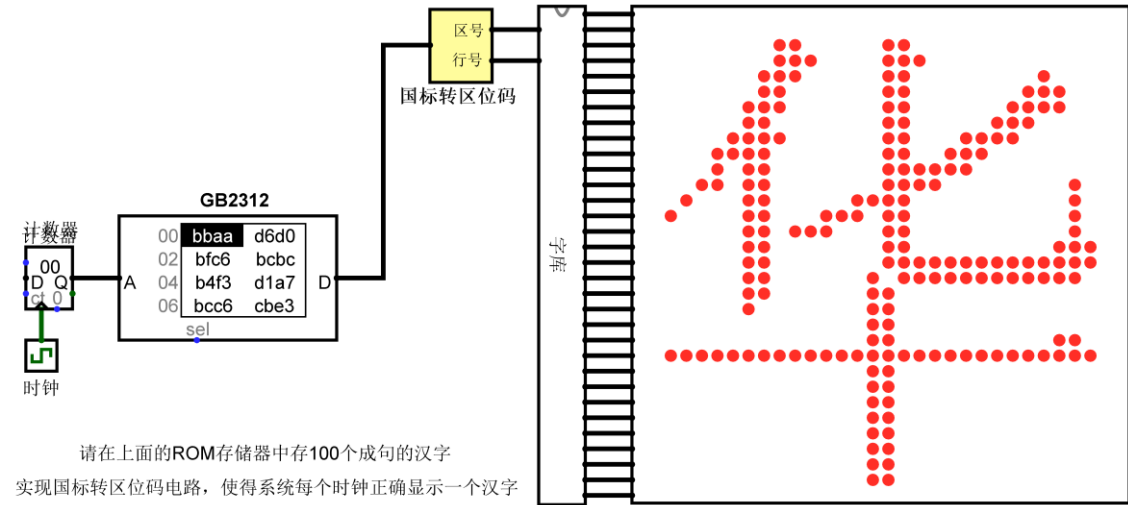 区号
行号
国标转区位码
GB2312
计数器
计数器
00 bbaa d6d0
02 bfc6 bcbc
04 b4f3 d1a7
06 bcc6 cbe3
A
D
sel
00
D Q
ct 0
时钟
字库
华
请在上面的ROM存储器中存100个成句的汉字
实现国标转区位码电路，使得系统每个时钟正确显示一个汉字